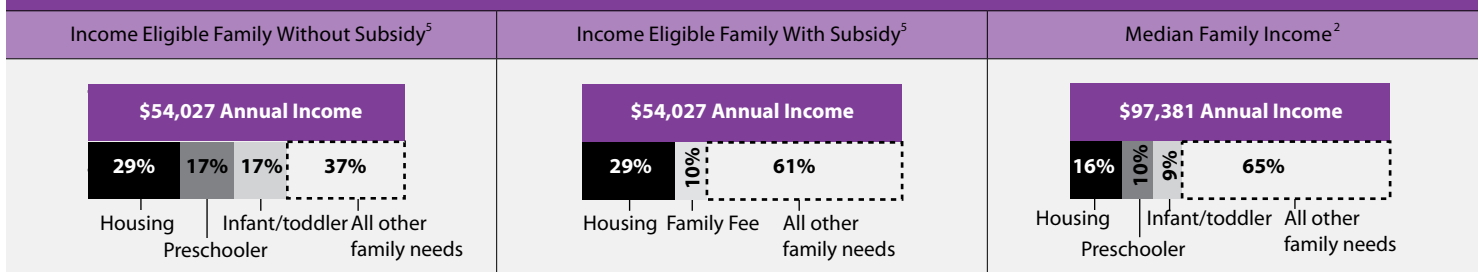 Income Eligible Family Without Subsidy5
$54,027 Annual Income
29% 17% 17% 37%
Housing Infant/toddler All other
Preschooler family needs
Income Eligible Family With Subsidy5
$54,027 Annual Income
29% 10% 61%
Housing Family Fee All other
family needs
Median Family Income2
$97,381 Annual Income
16% 10% 9% 65%
Housing Infant/toddler All other
Preschooler family needs